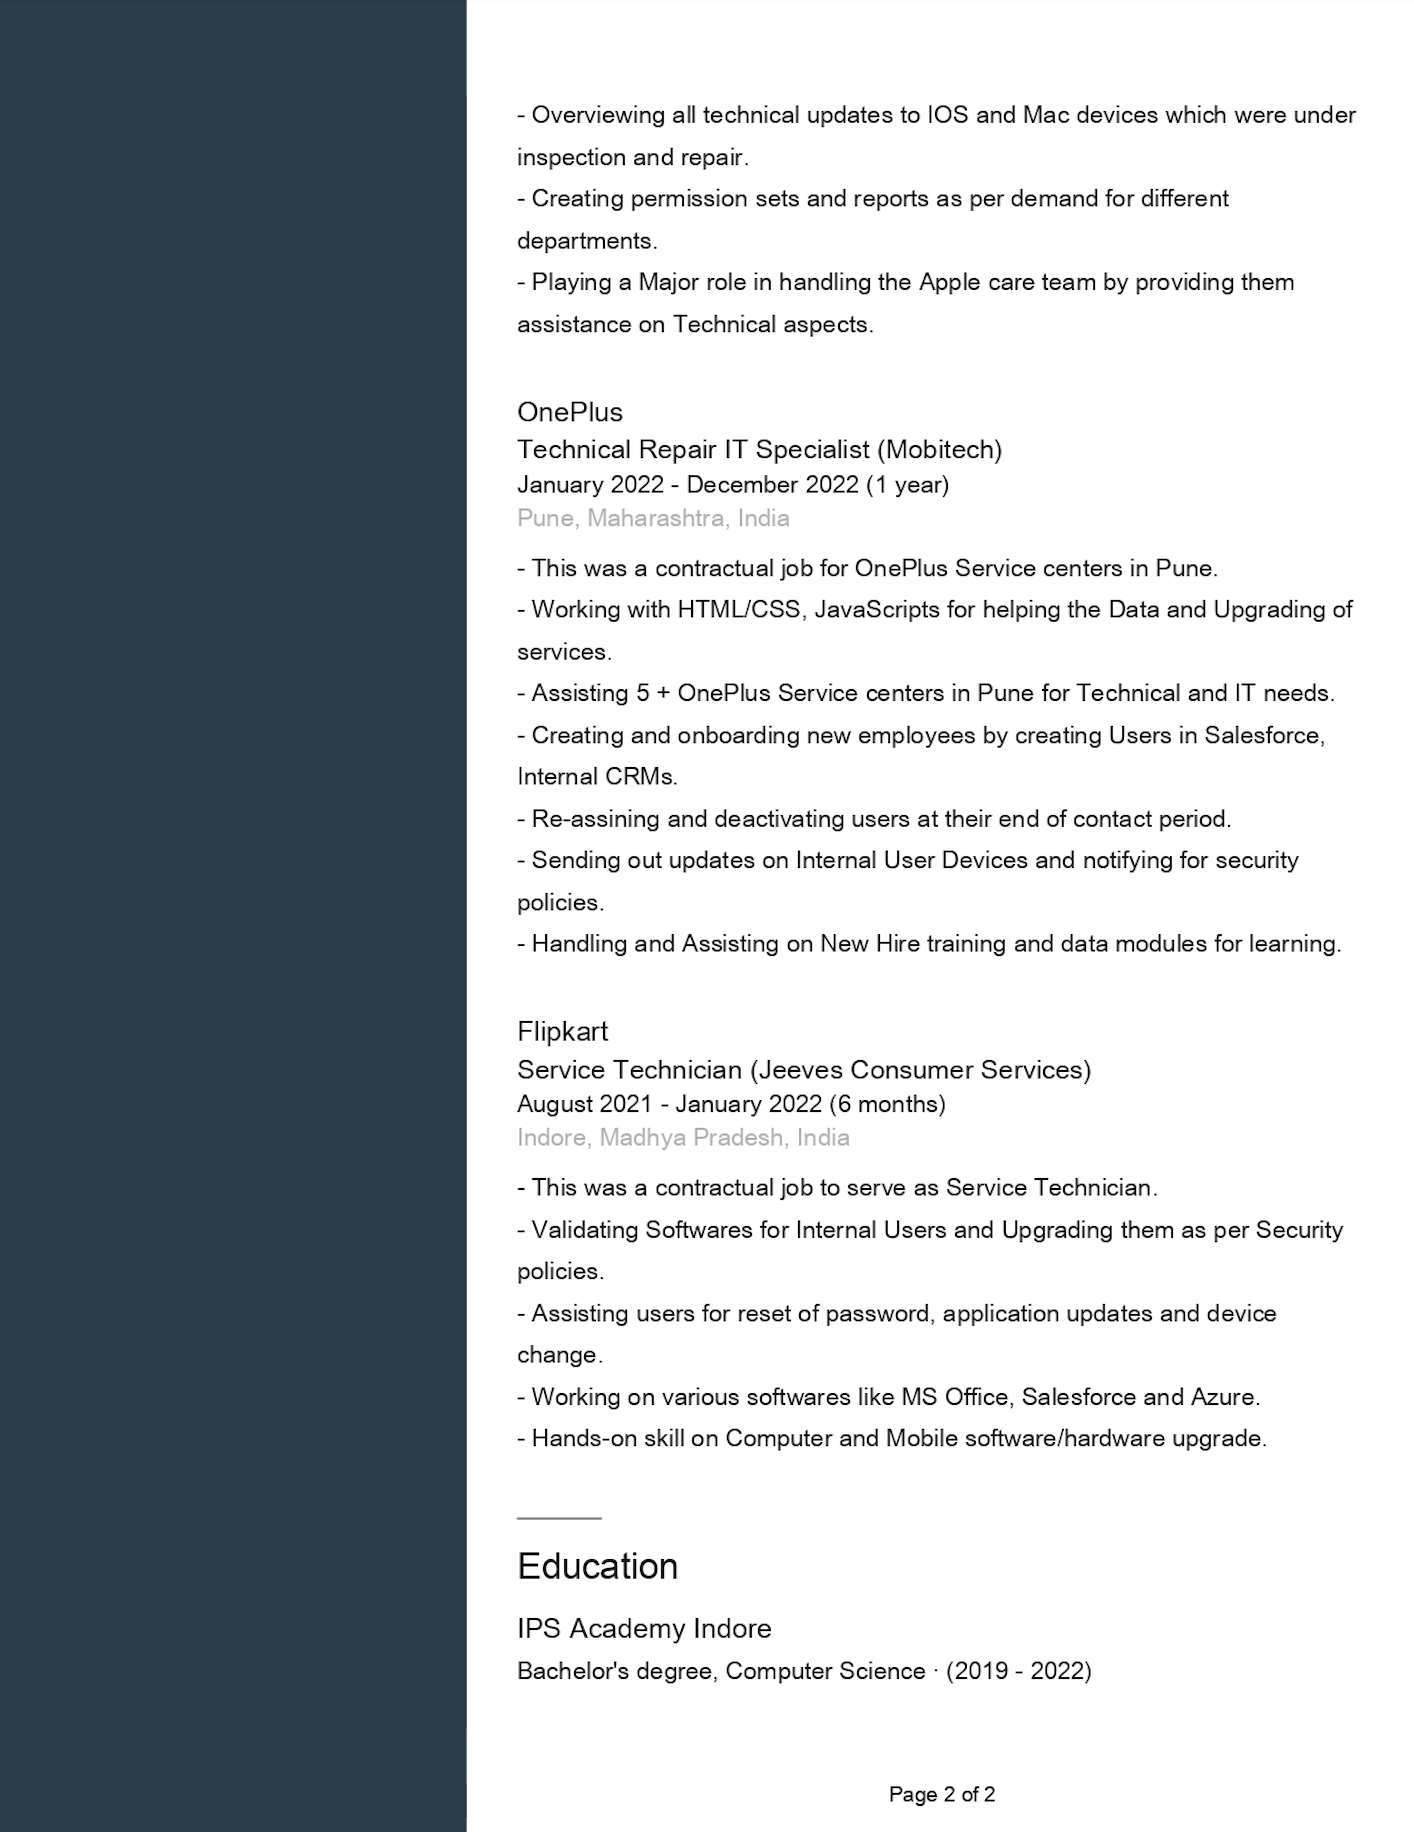 - Overviewing all technical updates to IOS and Mac devices which were under
inspection and repair.
- Creating permission sets and reports as per demand for different
departments.
- Playing a Major role in handling the Apple care team by providing them
assistance on Technical aspects.
OnePlus
Technical Repair IT Specialist (Mobitech)
January 2022 - December 2022 (1 year)
Pune, Maharashtra, India
- This was a contractual job for OnePlus Service centers in Pune.
- Working with HTML/CSS, JavaScripts for helping the Data and Upgrading of
services.
- Assisting 5 + OnePlus Service centers in Pune for Technical and IT needs.
- Creating and onboarding new employees by creating Users in Salesforce,
Internal CRMs.
- Re-assining and deactivating users at their end of contact period.
- Sending out updates on Internal User Devices and notifying for security
policies.
- Handling and Assisting on New Hire training and data modules for learning.
Flipkart
Service Technician (Jeeves Consumer Services)
August 2021 - January 2022 (6 months)
Indore, Madhya Pradesh, India
- This was a contractual job to serve as Service Technician.
- Validating Softwares for Internal Users and Upgrading them as per Security
policies.
- Assisting users for reset of password, application updates and device
change.
- Working on various softwares like MS Office, Salesforce and Azure.
- Hands-on skill on Computer and Mobile software/hardware upgrade.
Education
IPS Academy Indore
Bachelor's degree, Computer Science · (2019 - 2022)
Page 2 of 2